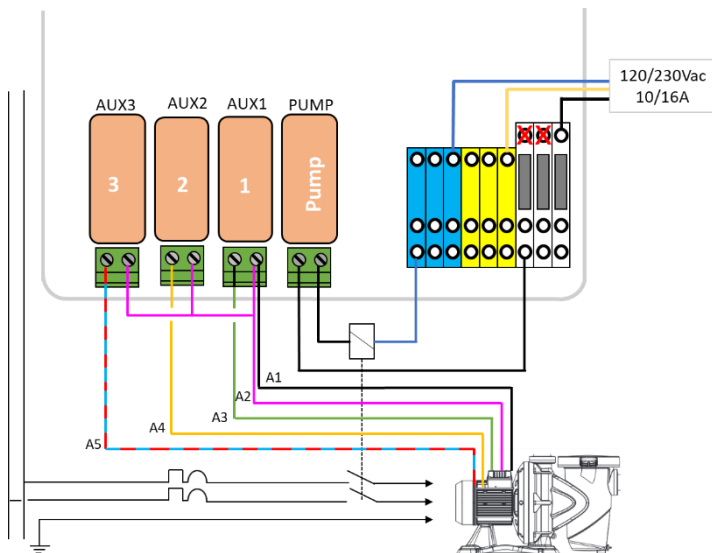 120/230Vac
10/16A
AUX3 AUX2 AUX1 PUMP
3 2 1 Pump
A1
A2
A3
A4
A5